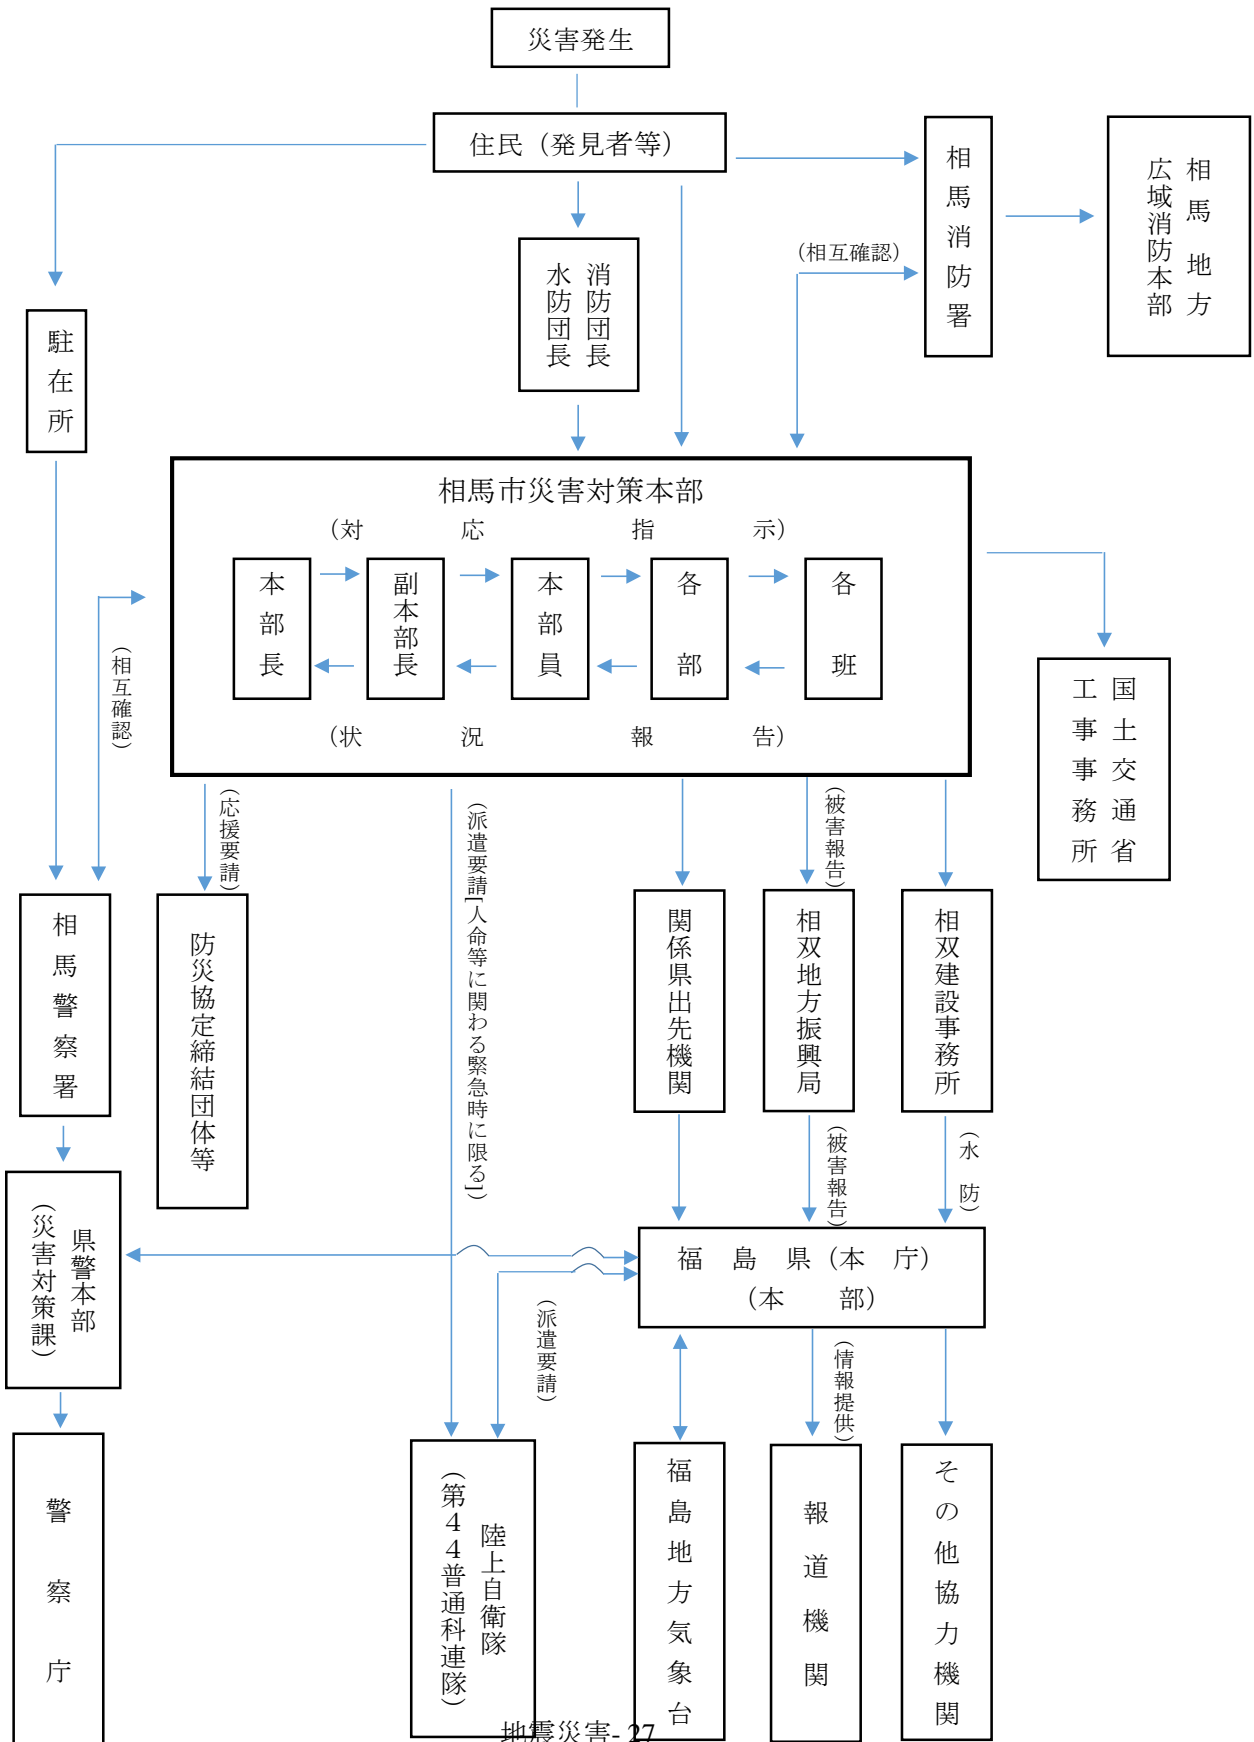 災害発生
住民（発見者等）
相馬消防署
相馬地方
広域消防本部
消防団長
水防団長
（相互確認）
駐在所
相馬市災害対策本部
（対　応　指　示）
本部長
副本部長
本部員
各部
各班
（状　況　報　告）
（相互確認）
国土交通省
工事事務所
（応援要請）
（派遣要請[人命等に関わる緊急時に限る]）
（被害報告）
相馬警察署
防災協定締結団体等
関係県出先機関
相双地方振興局
相双建設事務所
（被害報告）
（水　防）
県警本部
（災害対策課）
福　島　県（本　庁）
（本　　部）
（派遣要請）
（情報提供）
警察庁
陸上自衛隊
（第４４普通科連隊）
福島地方気象台
報道機関
その他協力機関
地震災害- 27